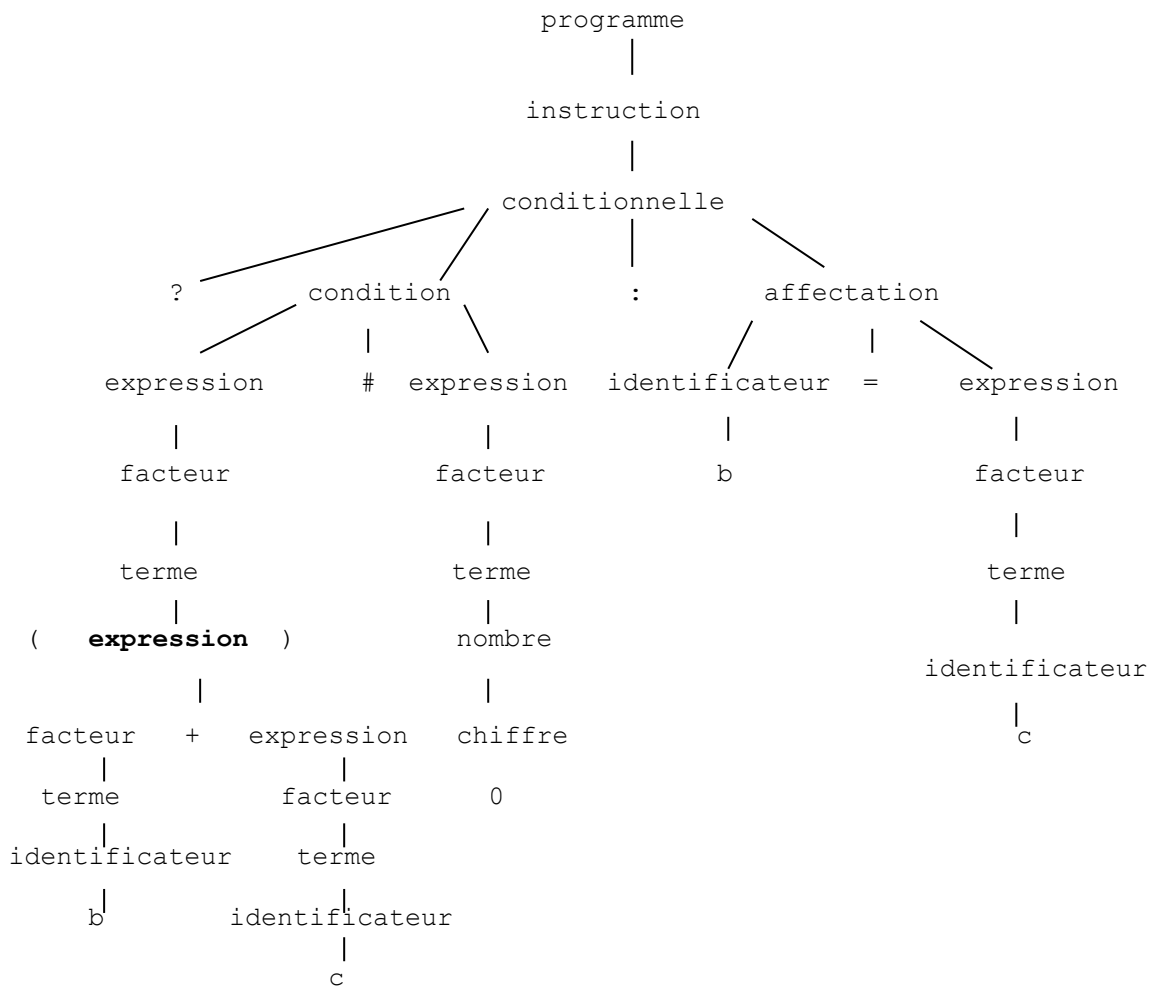 programme
instruction
conditionnelle
? condition : affectation
expression # expression identificateur = expression
facteur facteur b facteur
terme terme terme
( expression ) nombre
identificateur
facteur + expression chiffre c
terme facteur 0
identificateur terme
b identificateur
c